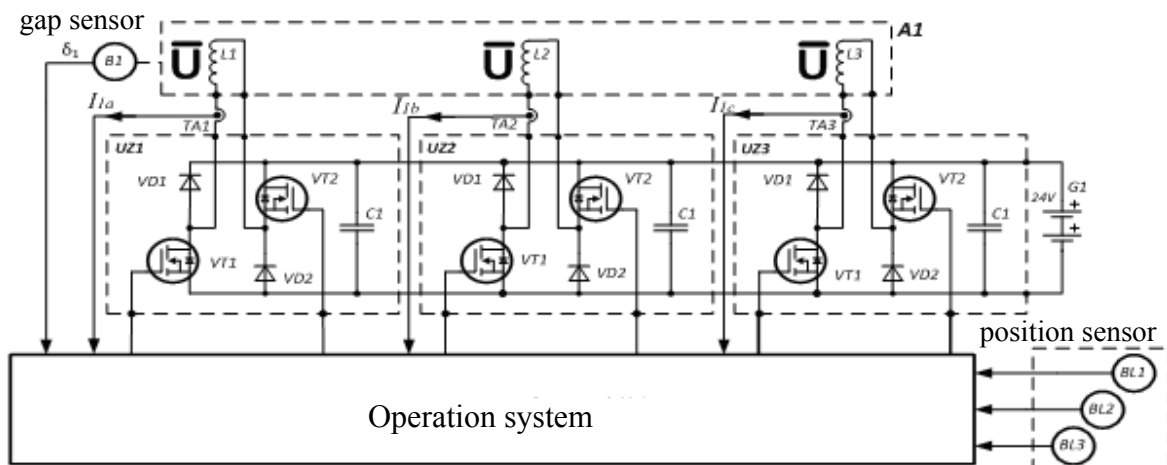 gap sensor
A1
δ₁
B1
U L1
U L2
U L3
I1a
I1b
I1c
TA1
TA2
TA3
UZ1
UZ2
UZ3
VD1
VT2
VD1
VT2
VD1
VT2
24V
G1
+
+
C1
C1
C1
VT1
VD2
VT1
VD2
VT1
VD2
position sensor
BL1
BL2
BL3
Operation system